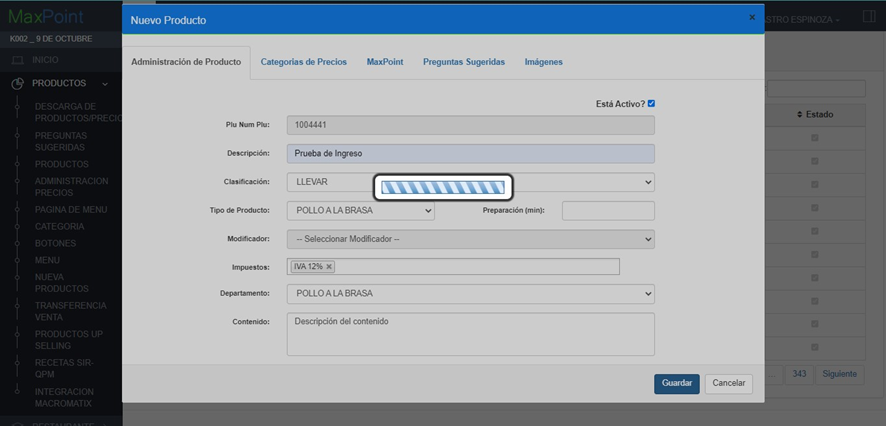 MaxPoint
Nuevo Producto
×
ASTRO ESPINOZA
K002 _ 9 DE OCTUBRE
INICIO
PRODUCTOS
DESCARGA DE
PRODUCTOS/PRECIO
PREGUNTAS
SUGERIDAS
PRODUCTOS
ADMINISTRACION
PRECIOS
PAGINA DE MENU
CATEGORIA
BOTONES
MENU
NUEVA
PRODUCTOS
TRANSFERENCIA
VENTA
PRODUCTOS UP
SELLING
RECETAS SIR-
QPM
INTEGRACION
MACROMATIX
RESTAURANTE
Administración de Producto
Categorias de Precios
MaxPoint
Preguntas Sugeridas
Imágenes
Está Activo?
Plu Num Plu:
1004441
Descripción:
Prueba de Ingreso
Clasificación:
LLEVAR
Tipo de Producto:
POLLO A LA BRASA
Preparación (min):
Modificador:
-- Seleccionar Modificador --
Impuestos:
IVA 12% ×
Departamento:
POLLO A LA BRASA
Contenido:
Descripción del contenido
Guardar
Cancelar
Estado
...
343
Siguiente